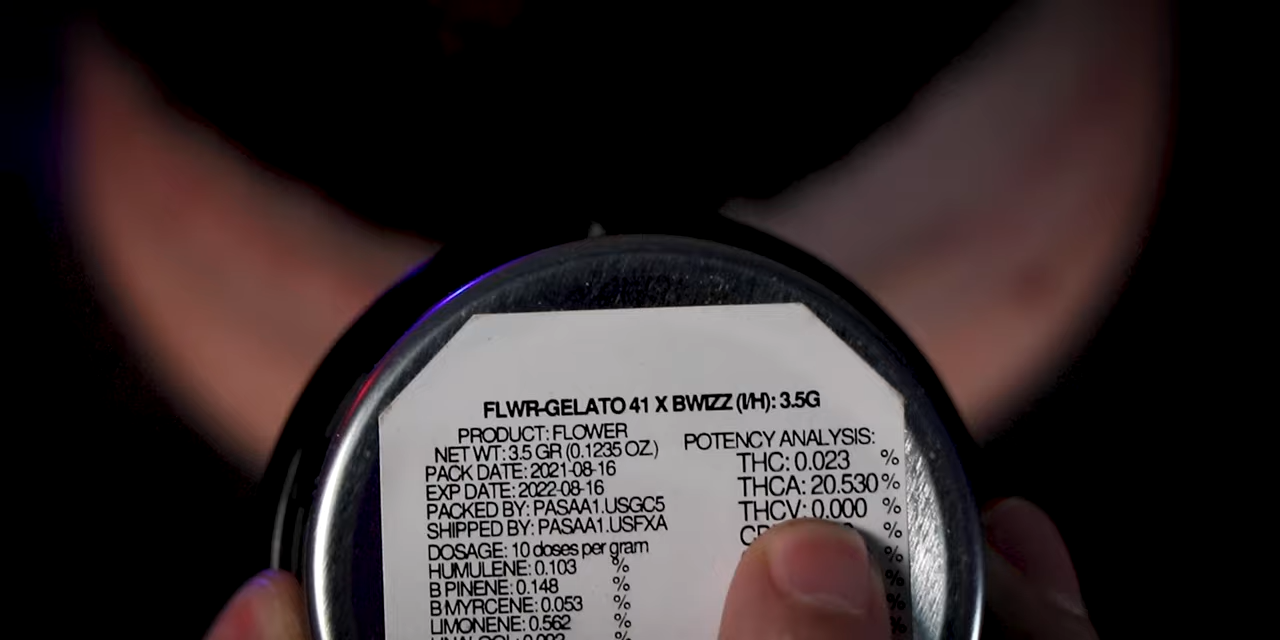 FLWR-GELATO 41 X BWIZZ (I/H): 3.5G
PRODUCT: FLOWER
NET WT: 3.5 GR (0.1235 OZ.)
PACK DATE: 2021-08-16
EXP DATE: 2022-08-16
PACKED BY: PASAA1.USGC5
SHIPPED BY: PASAA1.USFXA
DOSAGE: 10 doses per gram
HUMULENE: 0.103 %
B PINENE: 0.148 %
B MYRCENE: 0.053 %
LIMONENE: 0.562 %
POTENCY ANALYSIS:
THC: 0.023 %
THCA: 20.530 %
THCV: 0.000 %
%
%
%
%
%